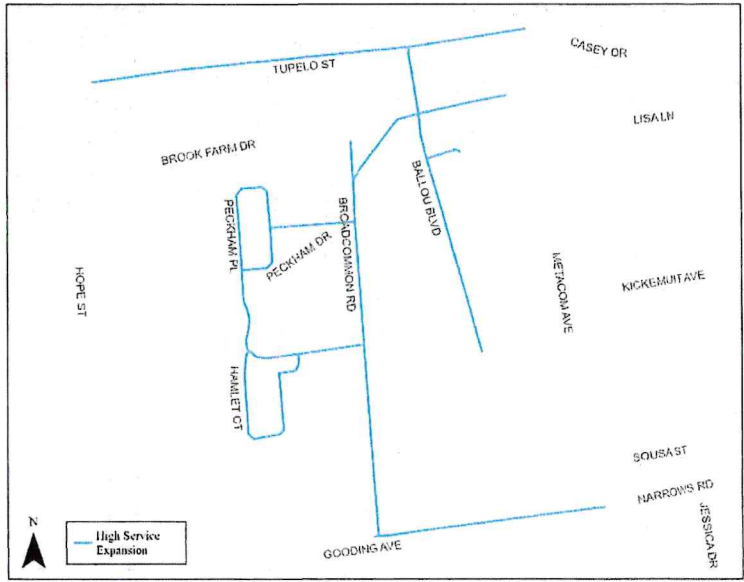 CASEY DR
TUPELO ST
LISA LN
BROOK FARM DR
BALLOU BLVD
PECKHAM PL
BROADCOMMON RD
PECKHAM DR
HOPE ST
METACOM AVE
KICKEMUIT AVE
HAMLET CT
SOUSA ST
NARROWS RD
JESSICA DR
GOODING AVE
N
High Service
Expansion